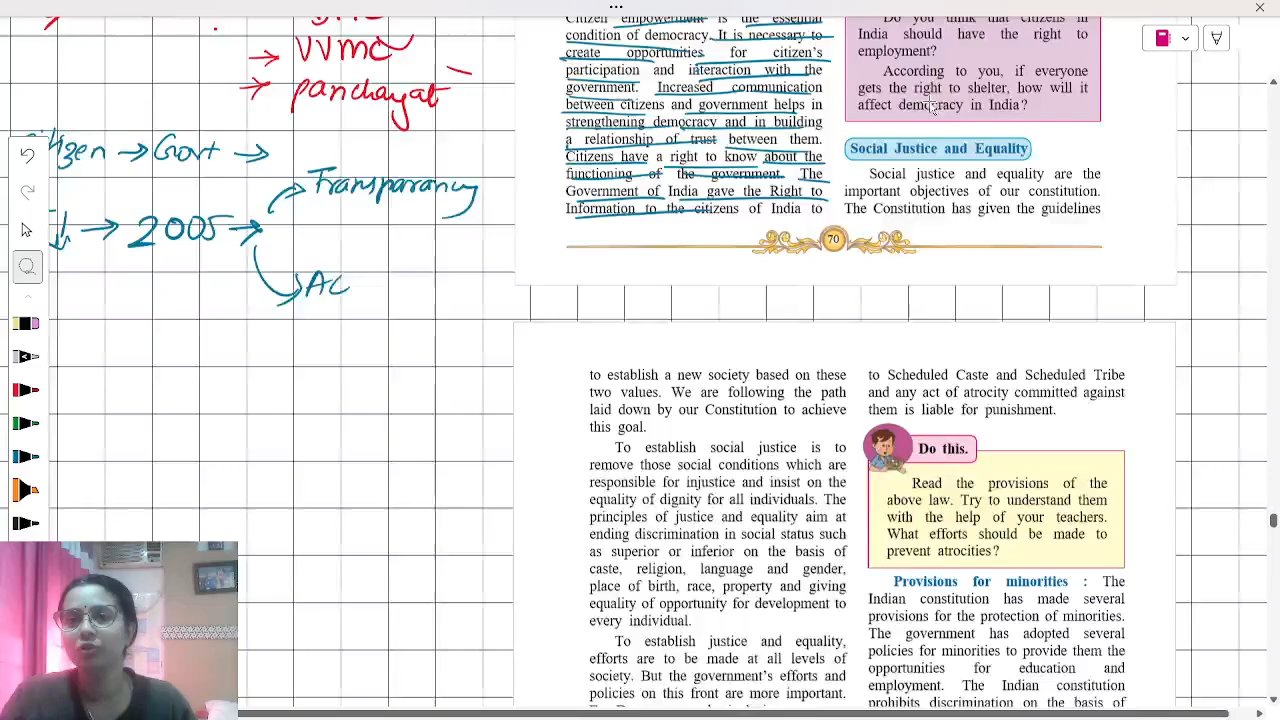 VVMC
→ panchayat
→ Govt →
→ 2005 →
Transparancy
AC
Citizen empowerment is the essential
condition of democracy. It is necessary to
create opportunities for citizen's
participation and interaction with the
government. Increased communication
between citizens and government helps in
strengthening democracy and in building
a relationship of trust between them.
Citizens have a right to know about the
functioning of the government. The
Government of India gave the Right to
Information to the citizens of India to
Do you think that citizens in
India should have the right to
employment?
According to you, if everyone
gets the right to shelter, how will it
affect democracy in India?
Social Justice and Equality
Social justice and equality are the
important objectives of our constitution.
The Constitution has given the guidelines
70
to establish a new society based on these
two values. We are following the path
laid down by our Constitution to achieve
this goal.
To establish social justice is to
remove those social conditions which are
responsible for injustice and insist on the
equality of dignity for all individuals. The
principles of justice and equality aim at
ending discrimination in social status such
as superior or inferior on the basis of
caste, religion, language and gender,
place of birth, race, property and giving
equality of opportunity for development to
every individual.
To establish justice and equality,
efforts are to be made at all levels of
society. But the government's efforts and
policies on this front are more important.
to Scheduled Caste and Scheduled Tribe
and any act of atrocity committed against
them is liable for punishment.
Do this.
Read the provisions of the
above law. Try to understand them
with the help of your teachers.
What efforts should be made to
prevent atrocities?
Provisions for minorities : The
Indian constitution has made several
provisions for the protection of minorities.
The government has adopted several
policies for minorities to provide them the
opportunities for education and
employment. The Indian constitution
prohibits discrimination on the basis of